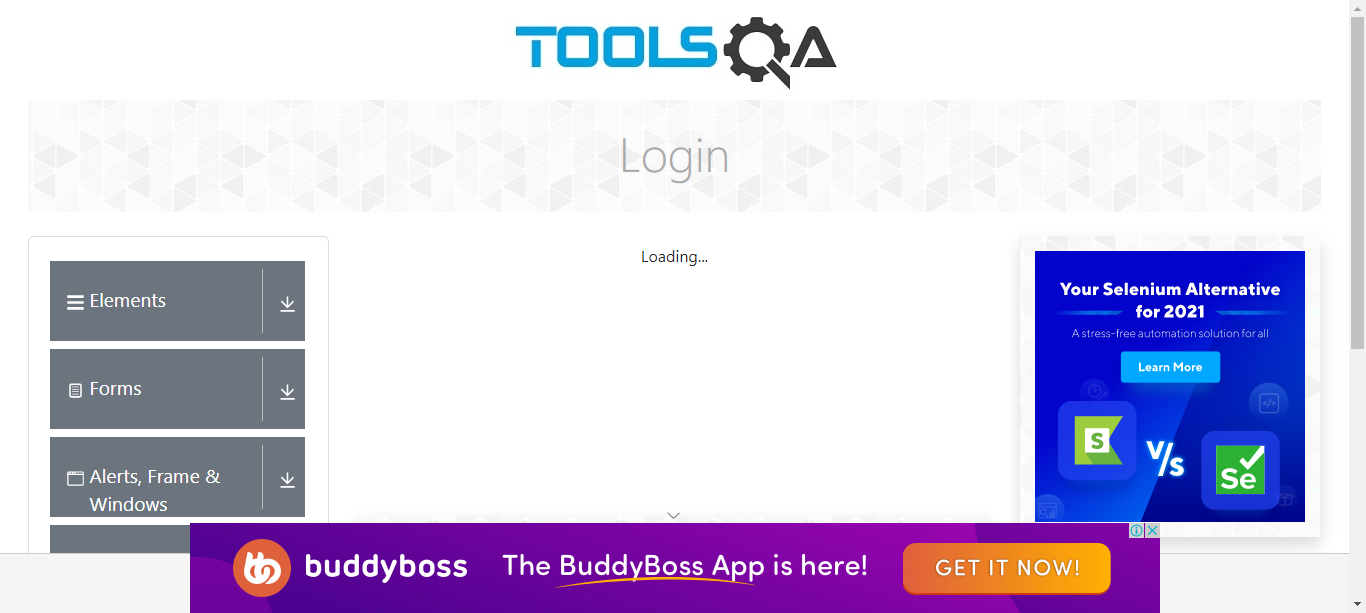 TOOLSQA
Login
Elements
Forms
Alerts, Frame &
Windows
Loading...
Your Selenium Alternative
for 2021
A stress-free automation solution for all
Learn More
S
V/s
Se
buddyboss
The BuddyBoss App is here!
GET IT NOW!